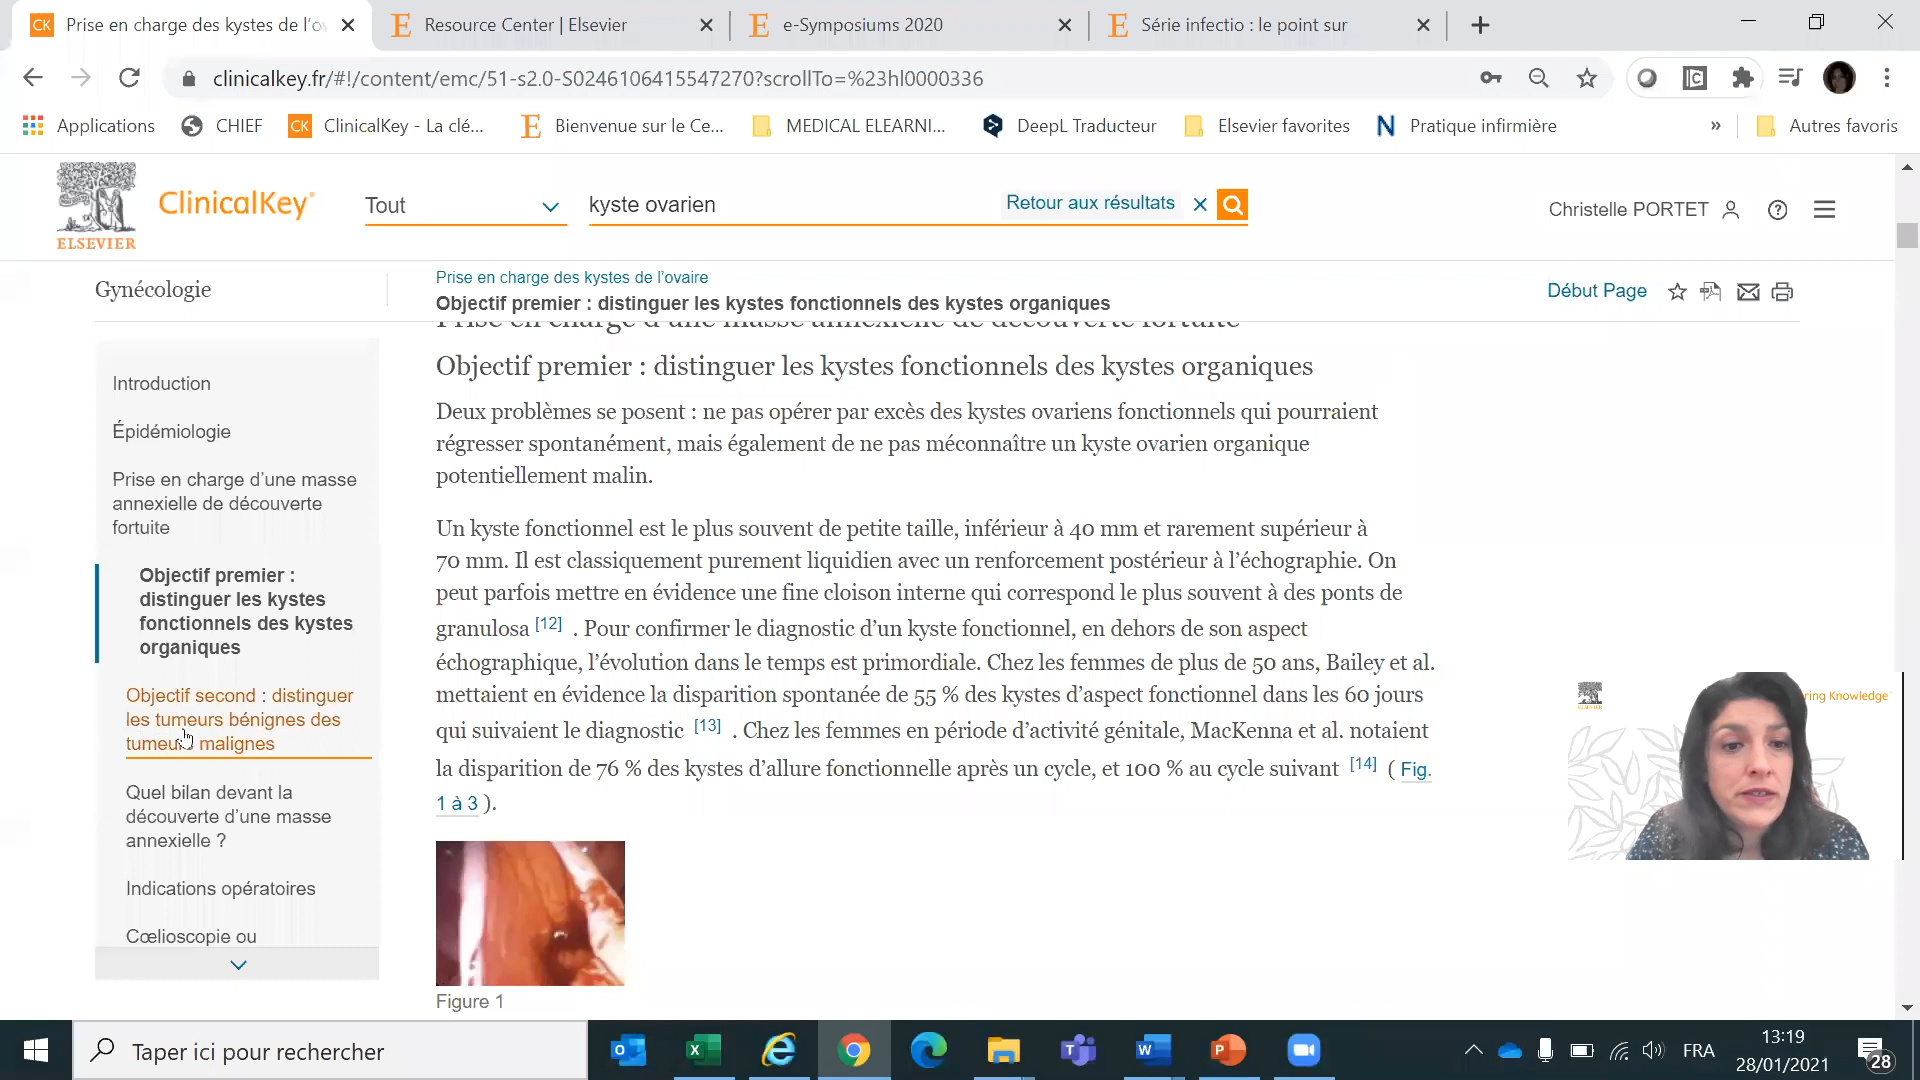 CK Prise en charge des kystes de l'o
Resource Center | Elsevier
e-Symposiums 2020
Série infectio : le point sur
clinicalkey.fr/#!/content/emc/51-s2.0-S0246106415547270?scrollTo=%23hl0000336
Applications
CHIEF
CK ClinicalKey - La clé...
Bienvenue sur le Ce...
MEDICAL ELEARNI...
DeepL Traducteur
Elsevier favorites
Pratique infirmière
»
Autres favoris
ELSEVIER
ClinicalKey
Tout
kyste ovarien
Retour aux résultats
Christelle PORTET
Gynécologie
Prise en charge des kystes de l'ovaire
Objectif premier : distinguer les kystes fonctionnels des kystes organiques
Début Page
Introduction
Épidémiologie
Prise en charge d'une masse
annexielle de découverte
fortuite
Objectif premier :
distinguer les kystes
fonctionnels des kystes
organiques
Objectif second : distinguer
les tumeurs bénignes des
tumeurs malignes
Quel bilan devant la
découverte d'une masse
annexielle ?
Indications opératoires
Cœlioscopie ou
Prise en charge d'une masse annexielle de découverte fortuite
Objectif premier : distinguer les kystes fonctionnels des kystes organiques
Deux problèmes se posent : ne pas opérer par excès des kystes ovariens fonctionnels qui pourraient
régresser spontanément, mais également de ne pas méconnaître un kyste ovarien organique
potentiellement malin.
Un kyste fonctionnel est le plus souvent de petite taille, inférieur à 40 mm et rarement supérieur à
70 mm. Il est classiquement purement liquidien avec un renforcement postérieur à l'échographie. On
peut parfois mettre en évidence une fine cloison interne qui correspond le plus souvent à des ponts de
granulosa [12] . Pour confirmer le diagnostic d'un kyste fonctionnel, en dehors de son aspect
échographique, l'évolution dans le temps est primordiale. Chez les femmes de plus de 50 ans, Bailey et al.
mettaient en évidence la disparition spontanée de 55 % des kystes d'aspect fonctionnel dans les 60 jours
qui suivaient le diagnostic [13] . Chez les femmes en période d'activité génitale, MacKenna et al. notaient
la disparition de 76 % des kystes d'allure fonctionnelle après un cycle, et 100 % au cycle suivant [14] ( Fig.
1 à 3 ).
Figure 1
ring Knowledge
Taper ici pour rechercher
FRA
13:19
28/01/2021
28